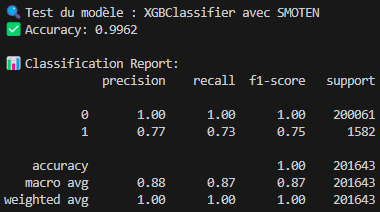 🔍 Test du modèle : XGBClassifier avec SMOTEN
✅ Accuracy: 0.9962
📊 Classification Report:
precision recall f1-score support
0 1.00 1.00 1.00 200061
1 0.77 0.73 0.75 1582
accuracy 1.00 201643
macro avg 0.88 0.87 0.87 201643
weighted avg 1.00 1.00 1.00 201643